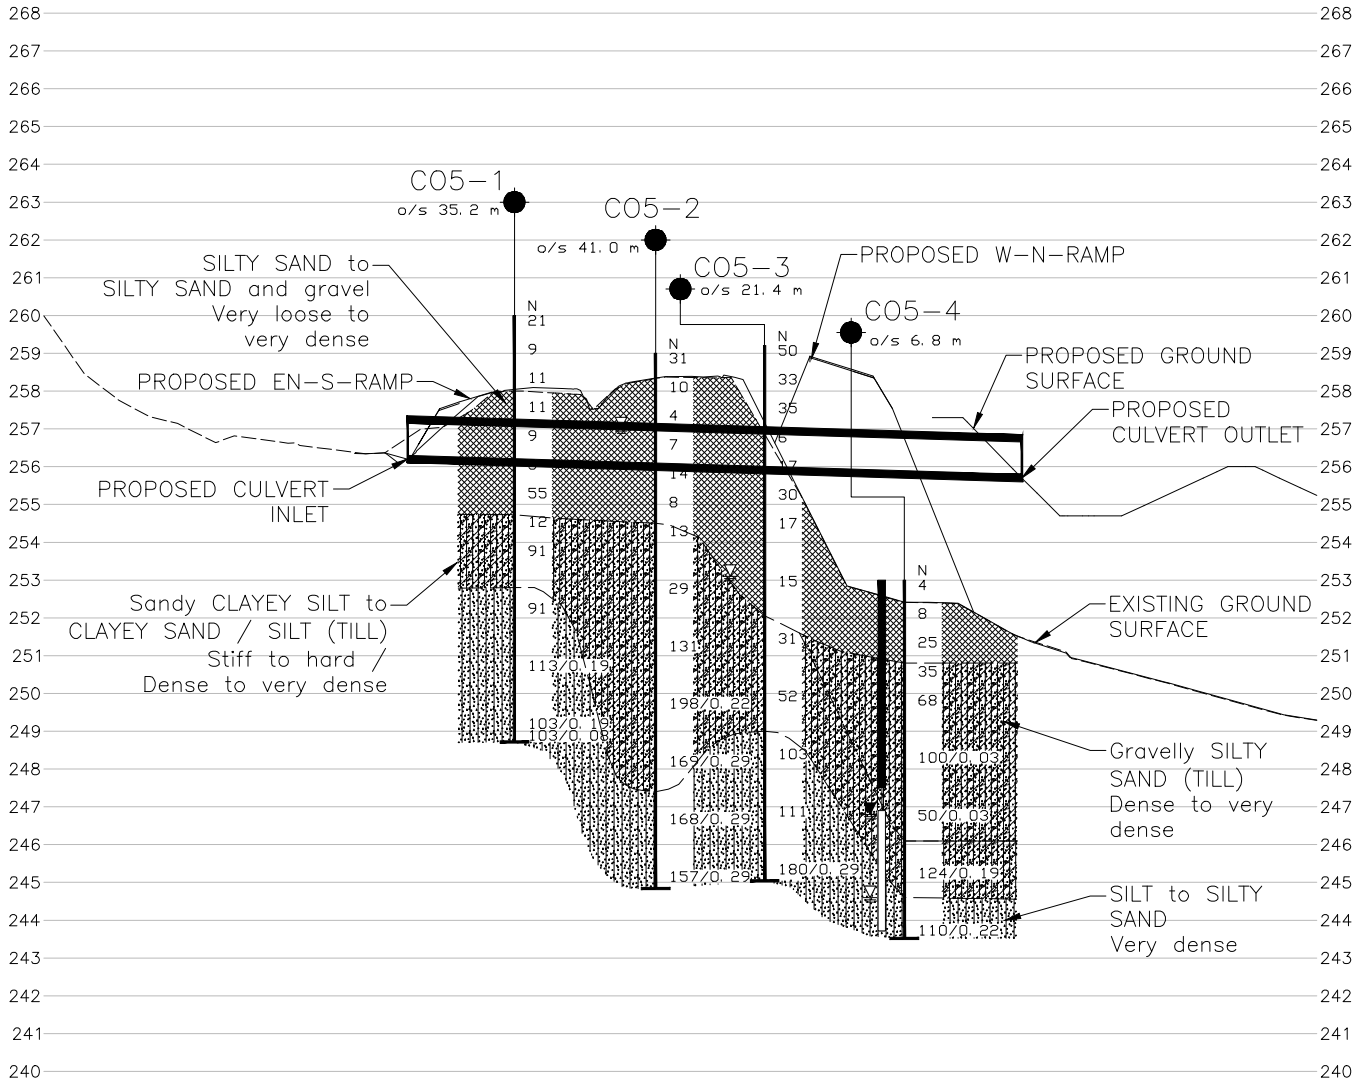 268 268
267 267
266 266
265 265
264 264
263 263
262 262
261 261
260 260
259 259
258 258
257 257
256 256
255 255
254 254
253 253
252 252
251 251
250 250
249 249
248 248
247 247
246 246
245 245
244 244
243 243
242 242
241 241
240 240
C05-1
o/s 35.2 m
C05-2
o/s 41.0 m
C05-3
o/s 21.4 m
C05-4
o/s 6.8 m
SILTY SAND to
SILTY SAND and gravel
Very loose to
very dense
PROPOSED EN-S-RAMP
PROPOSED CULVERT
INLET
Sandy CLAYEY SILT to
CLAYEY SAND / SILT (TILL)
Stiff to hard /
Dense to very dense
PROPOSED W-N-RAMP
PROPOSED GROUND
SURFACE
PROPOSED
CULVERT OUTLET
EXISTING GROUND
SURFACE
Gravelly SILTY
SAND (TILL)
Dense to very
dense
SILT to SILTY
SAND
Very dense
N
21
9
11
11
9
55
12
91
91
113/0.19
103/0.19
103/0.08
N
31
10
4
7
14
8
13
29
131
198/0.22
169/0.29
168/0.29
157/0.29
N
50
33
35
6
17
30
17
15
31
52
103
111
180/0.29
N
4
8
25
35
68
100/0.03
50/0.03
124/0.19
110/0.22